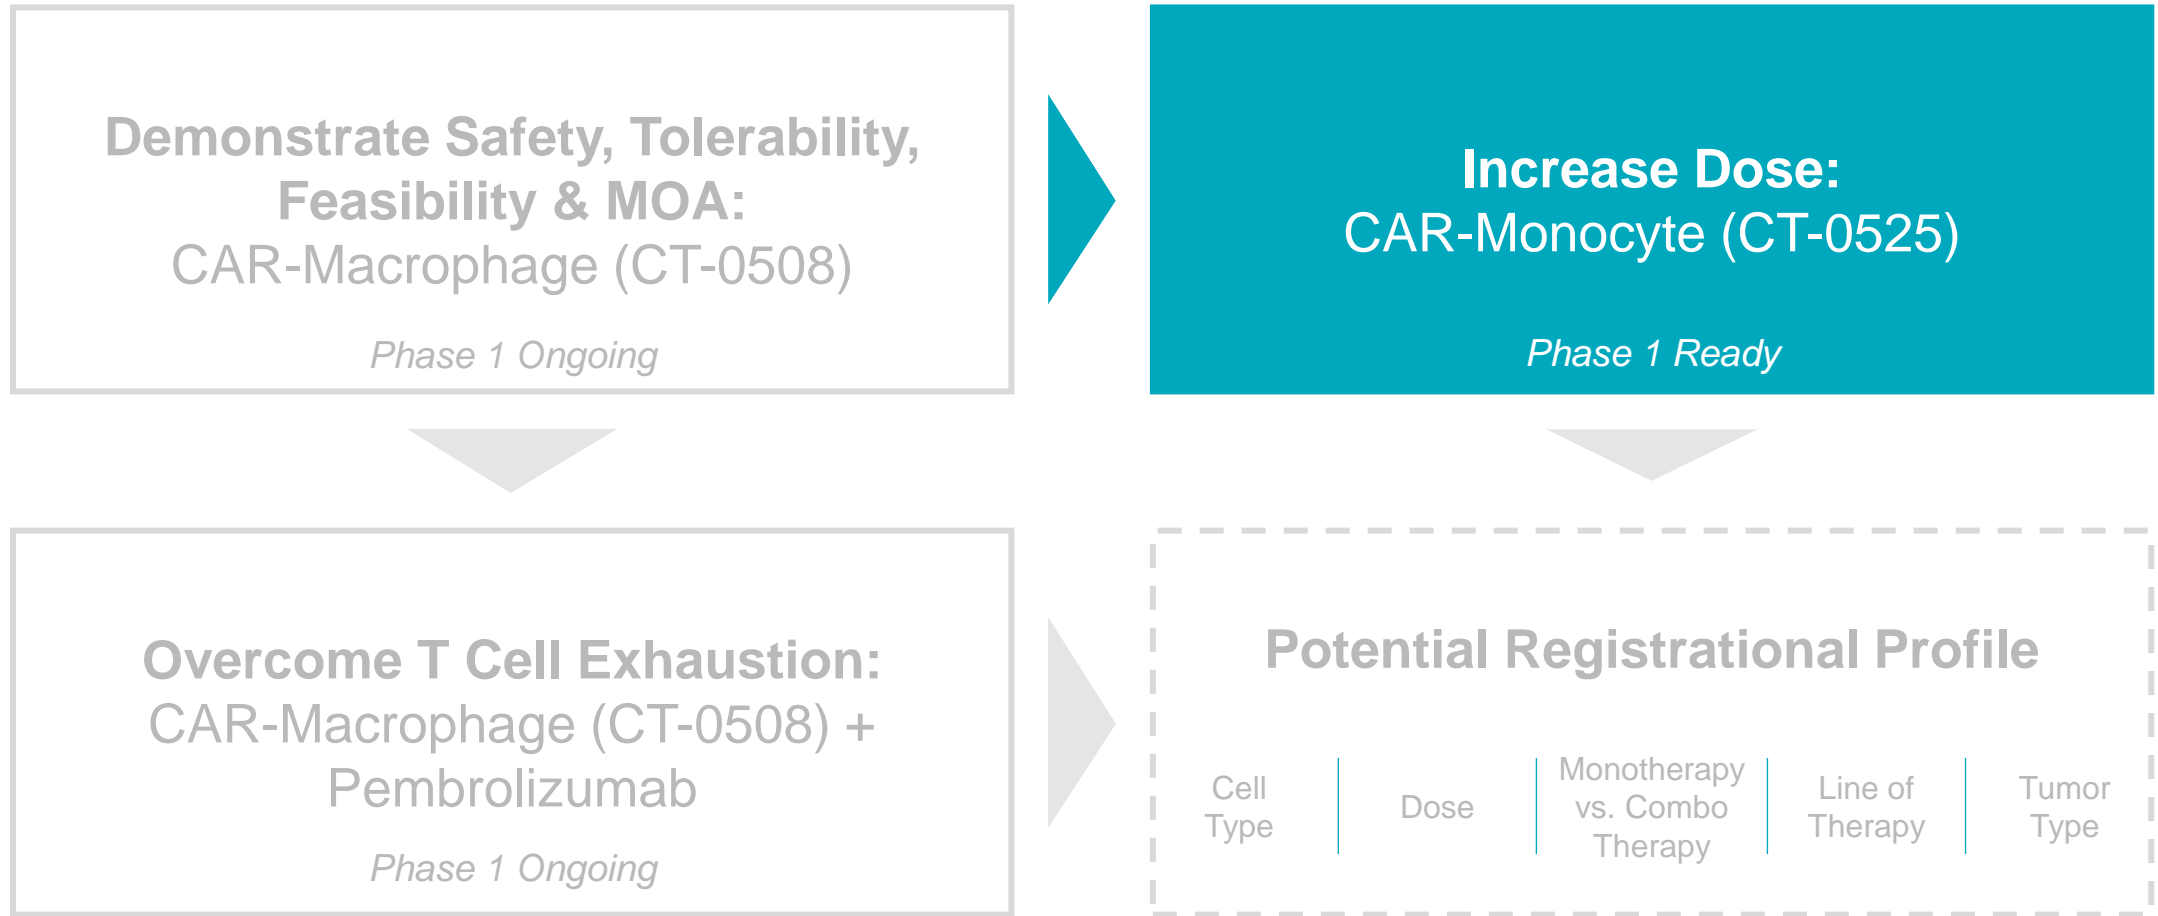 Demonstrate Safety, Tolerability,
Feasibility & MOA:
CAR-Macrophage (CT-0508)
Phase 1 Ongoing
Increase Dose:
CAR-Monocyte (CT-0525)
Phase 1 Ready
Overcome T Cell Exhaustion:
CAR-Macrophage (CT-0508) +
Pembrolizumab
Phase 1 Ongoing
Potential Registrational Profile
Cell
Type
Dose
Monotherapy
vs. Combo
Therapy
Line of
Therapy
Tumor
Type